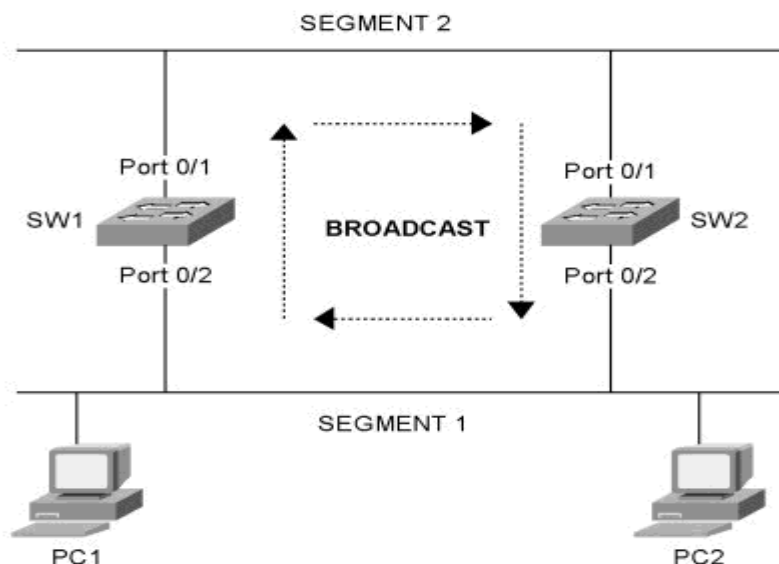 SEGMENT 2
Port 0/1
Port 0/1
SW1
BROADCAST
SW2
Port 0/2
Port 0/2
SEGMENT 1
PC1
PC2